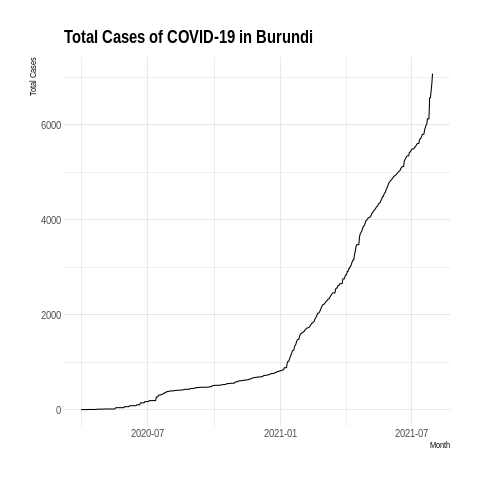 Total Cases of COVID-19 in Burundi
Total Cases
6000
4000
2000
0
2020-07
2021-01
2021-07
Month